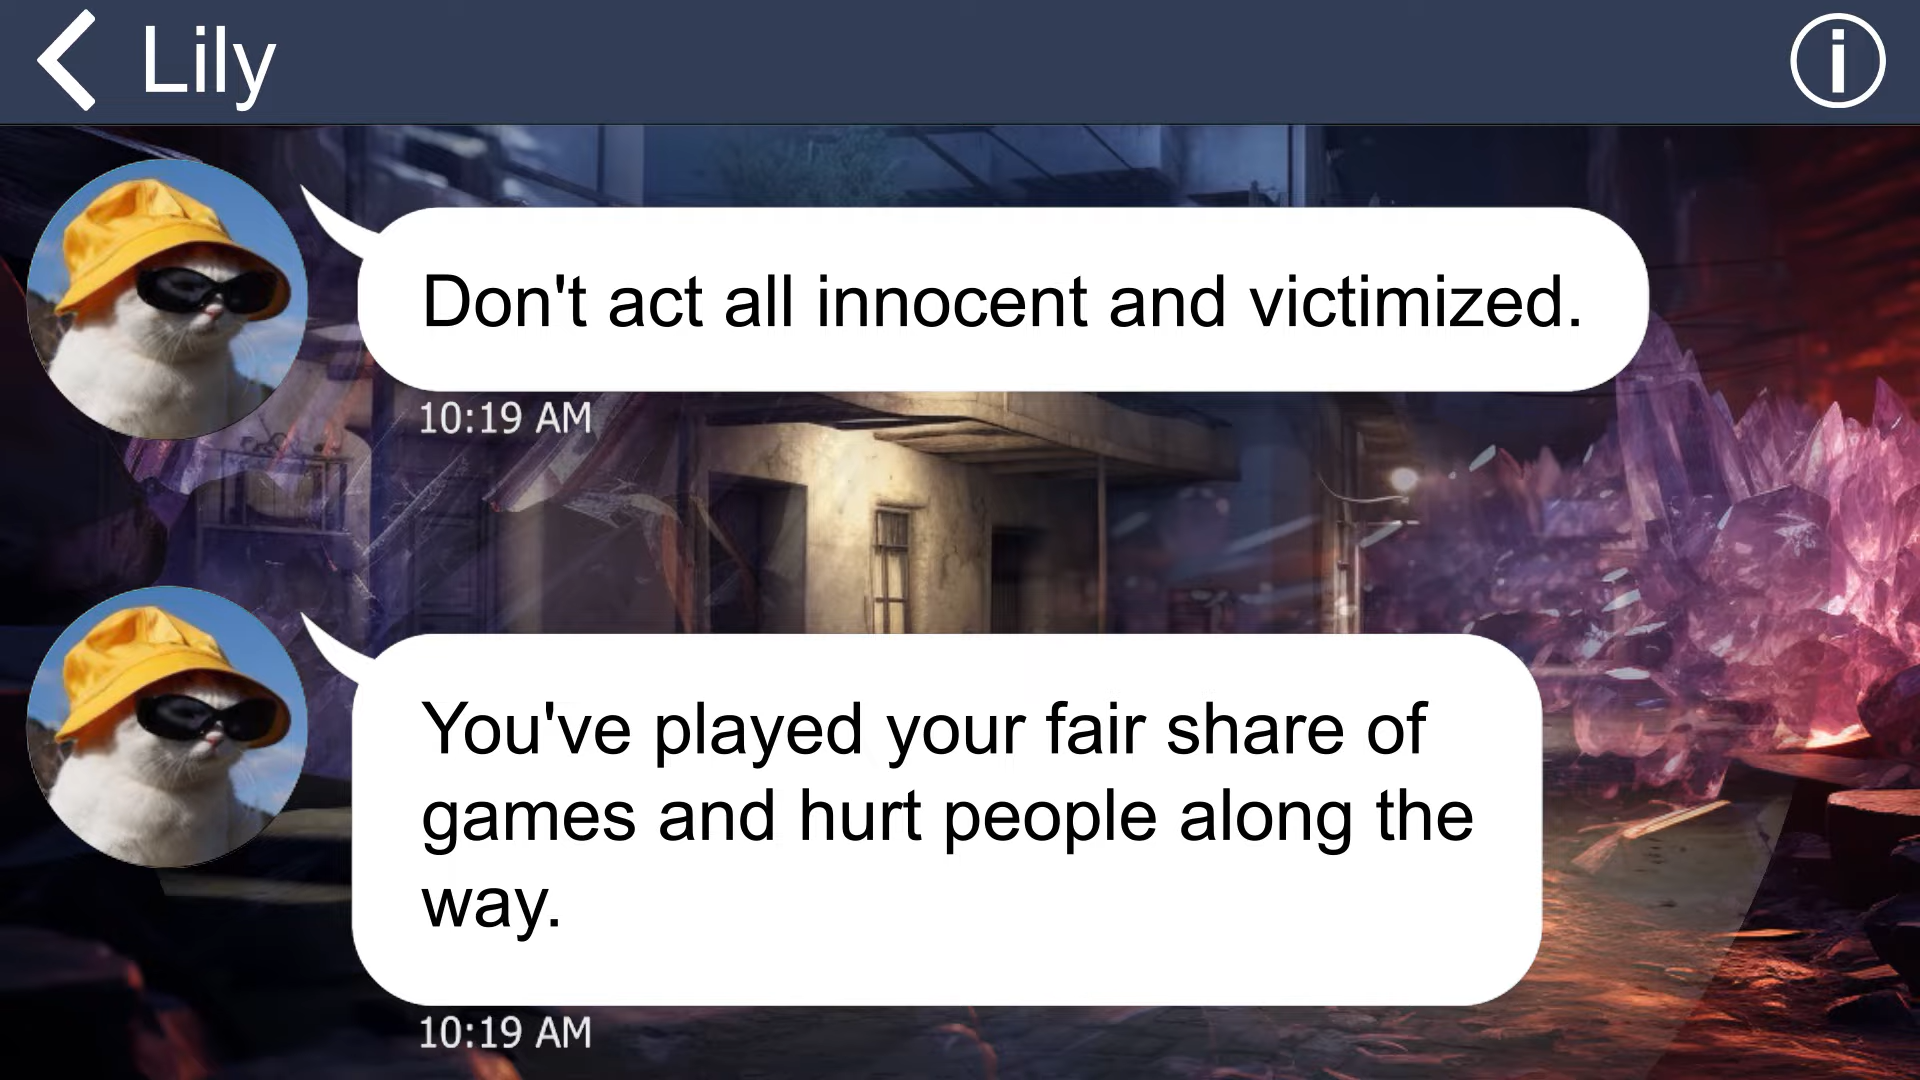 Lily
Don't act all innocent and victimized.
10:19 AM
You've played your fair share of
games and hurt people along the
way.
10:19 AM